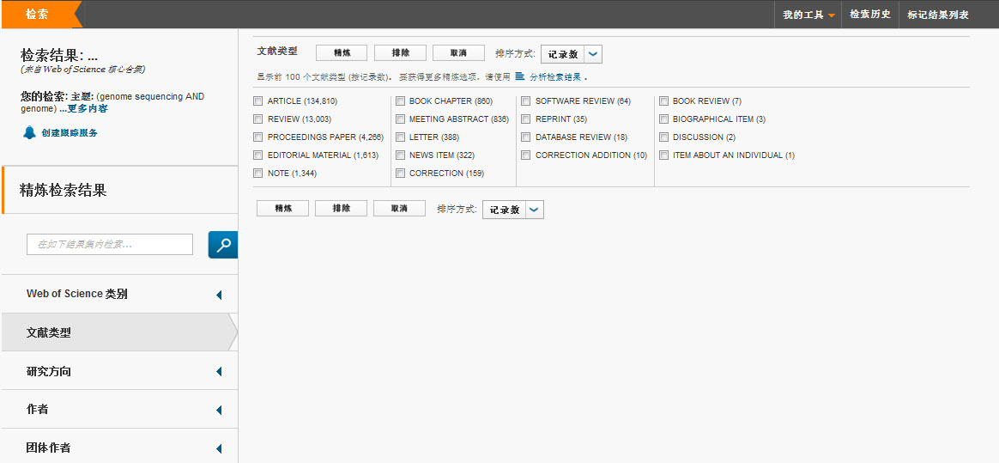 检索
我的工具
检索历史
标记结果列表
检索结果: ...
(来自 Web of Science 核心合集)
您的检索: 主题: (genome sequencing AND
genome) ...更多内容
创建跟踪服务
精炼检索结果
在如下结果集内检索...
Web of Science 类别
文献类型
研究方向
作者
团体作者
文献类型
精炼
排除
取消
排序方式:
记录数
显示前 100 个文献类型 (按记录数)。 要获得更多精炼选项，请使用 分析检索结果 .
ARTICLE (134,810)
REVIEW (13,003)
PROCEEDINGS PAPER (4,266)
EDITORIAL MATERIAL (1,613)
NOTE (1,344)
BOOK CHAPTER (860)
MEETING ABSTRACT (836)
LETTER (388)
NEWS ITEM (322)
CORRECTION (159)
SOFTWARE REVIEW (64)
REPRINT (35)
DATABASE REVIEW (18)
CORRECTION ADDITION (10)
BOOK REVIEW (7)
BIOGRAPHICAL ITEM (3)
DISCUSSION (2)
ITEM ABOUT AN INDIVIDUAL (1)
精炼
排除
取消
排序方式:
记录数